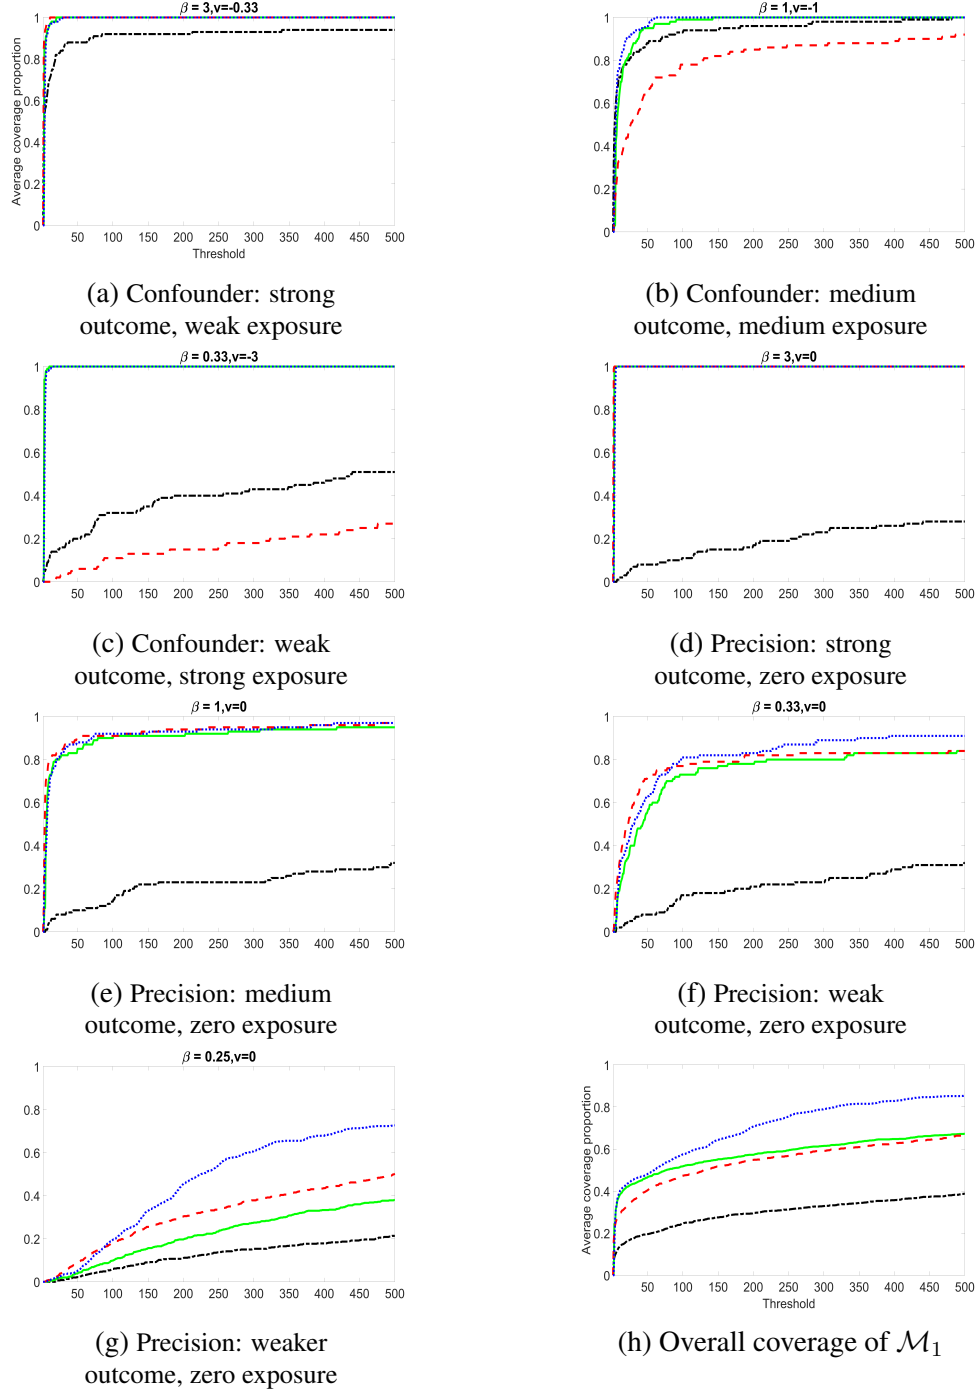 β = 3,v=-0.33
Average coverage proportion
1
0.8
0.6
0.4
0.2
0
50 100 150 200 250 300 350 400 450 500
Threshold
(a) Confounder: strong
outcome, weak exposure
β = 1,v=-1
1
0.8
0.6
0.4
0.2
0
50 100 150 200 250 300 350 400 450 500
(b) Confounder: medium
outcome, medium exposure
β = 0.33,v=-3
1
0.8
0.6
0.4
0.2
0
50 100 150 200 250 300 350 400 450 500
(c) Confounder: weak
outcome, strong exposure
β = 3,v=0
1
0.8
0.6
0.4
0.2
0
50 100 150 200 250 300 350 400 450 500
(d) Precision: strong
outcome, zero exposure
β = 1,v=0
1
0.8
0.6
0.4
0.2
0
50 100 150 200 250 300 350 400 450 500
(e) Precision: medium
outcome, zero exposure
β = 0.33,v=0
1
0.8
0.6
0.4
0.2
0
50 100 150 200 250 300 350 400 450 500
(f) Precision: weak
outcome, zero exposure
β = 0.25,v=0
1
0.8
0.6
0.4
0.2
0
50 100 150 200 250 300 350 400 450 500
(g) Precision: weaker
outcome, zero exposure
Average coverage proportion
1
0.8
0.6
0.4
0.2
0
50 100 150 200 250 300 350 400 450 500
Threshold
(h) Overall coverage of ℳ₁